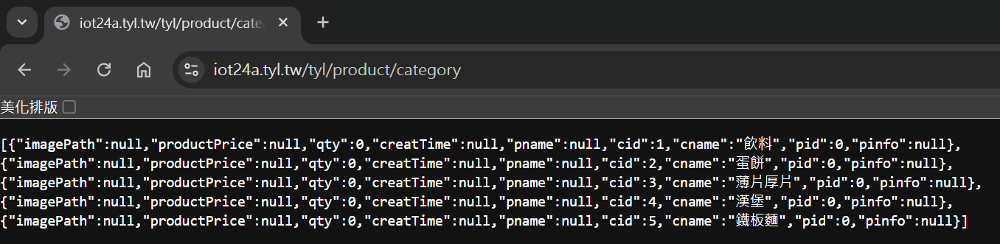 iot24a.tyl.tw/tyl/product/cate
iot24a.tyl.tw/tyl/product/category
美化排版
[{"imagePath":null,"productPrice":null,"qty":0,"creatTime":null,"pname":null,"cid":1,"cname":"飲料","pid":0,"pinfo":null},
{"imagePath":null,"productPrice":null,"qty":0,"creatTime":null,"pname":null,"cid":2,"cname":"蛋餅","pid":0,"pinfo":null},
{"imagePath":null,"productPrice":null,"qty":0,"creatTime":null,"pname":null,"cid":3,"cname":"薄片厚片","pid":0,"pinfo":null},
{"imagePath":null,"productPrice":null,"qty":0,"creatTime":null,"pname":null,"cid":4,"cname":"漢堡","pid":0,"pinfo":null},
{"imagePath":null,"productPrice":null,"qty":0,"creatTime":null,"pname":null,"cid":5,"cname":"鐵板麵","pid":0,"pinfo":null}]